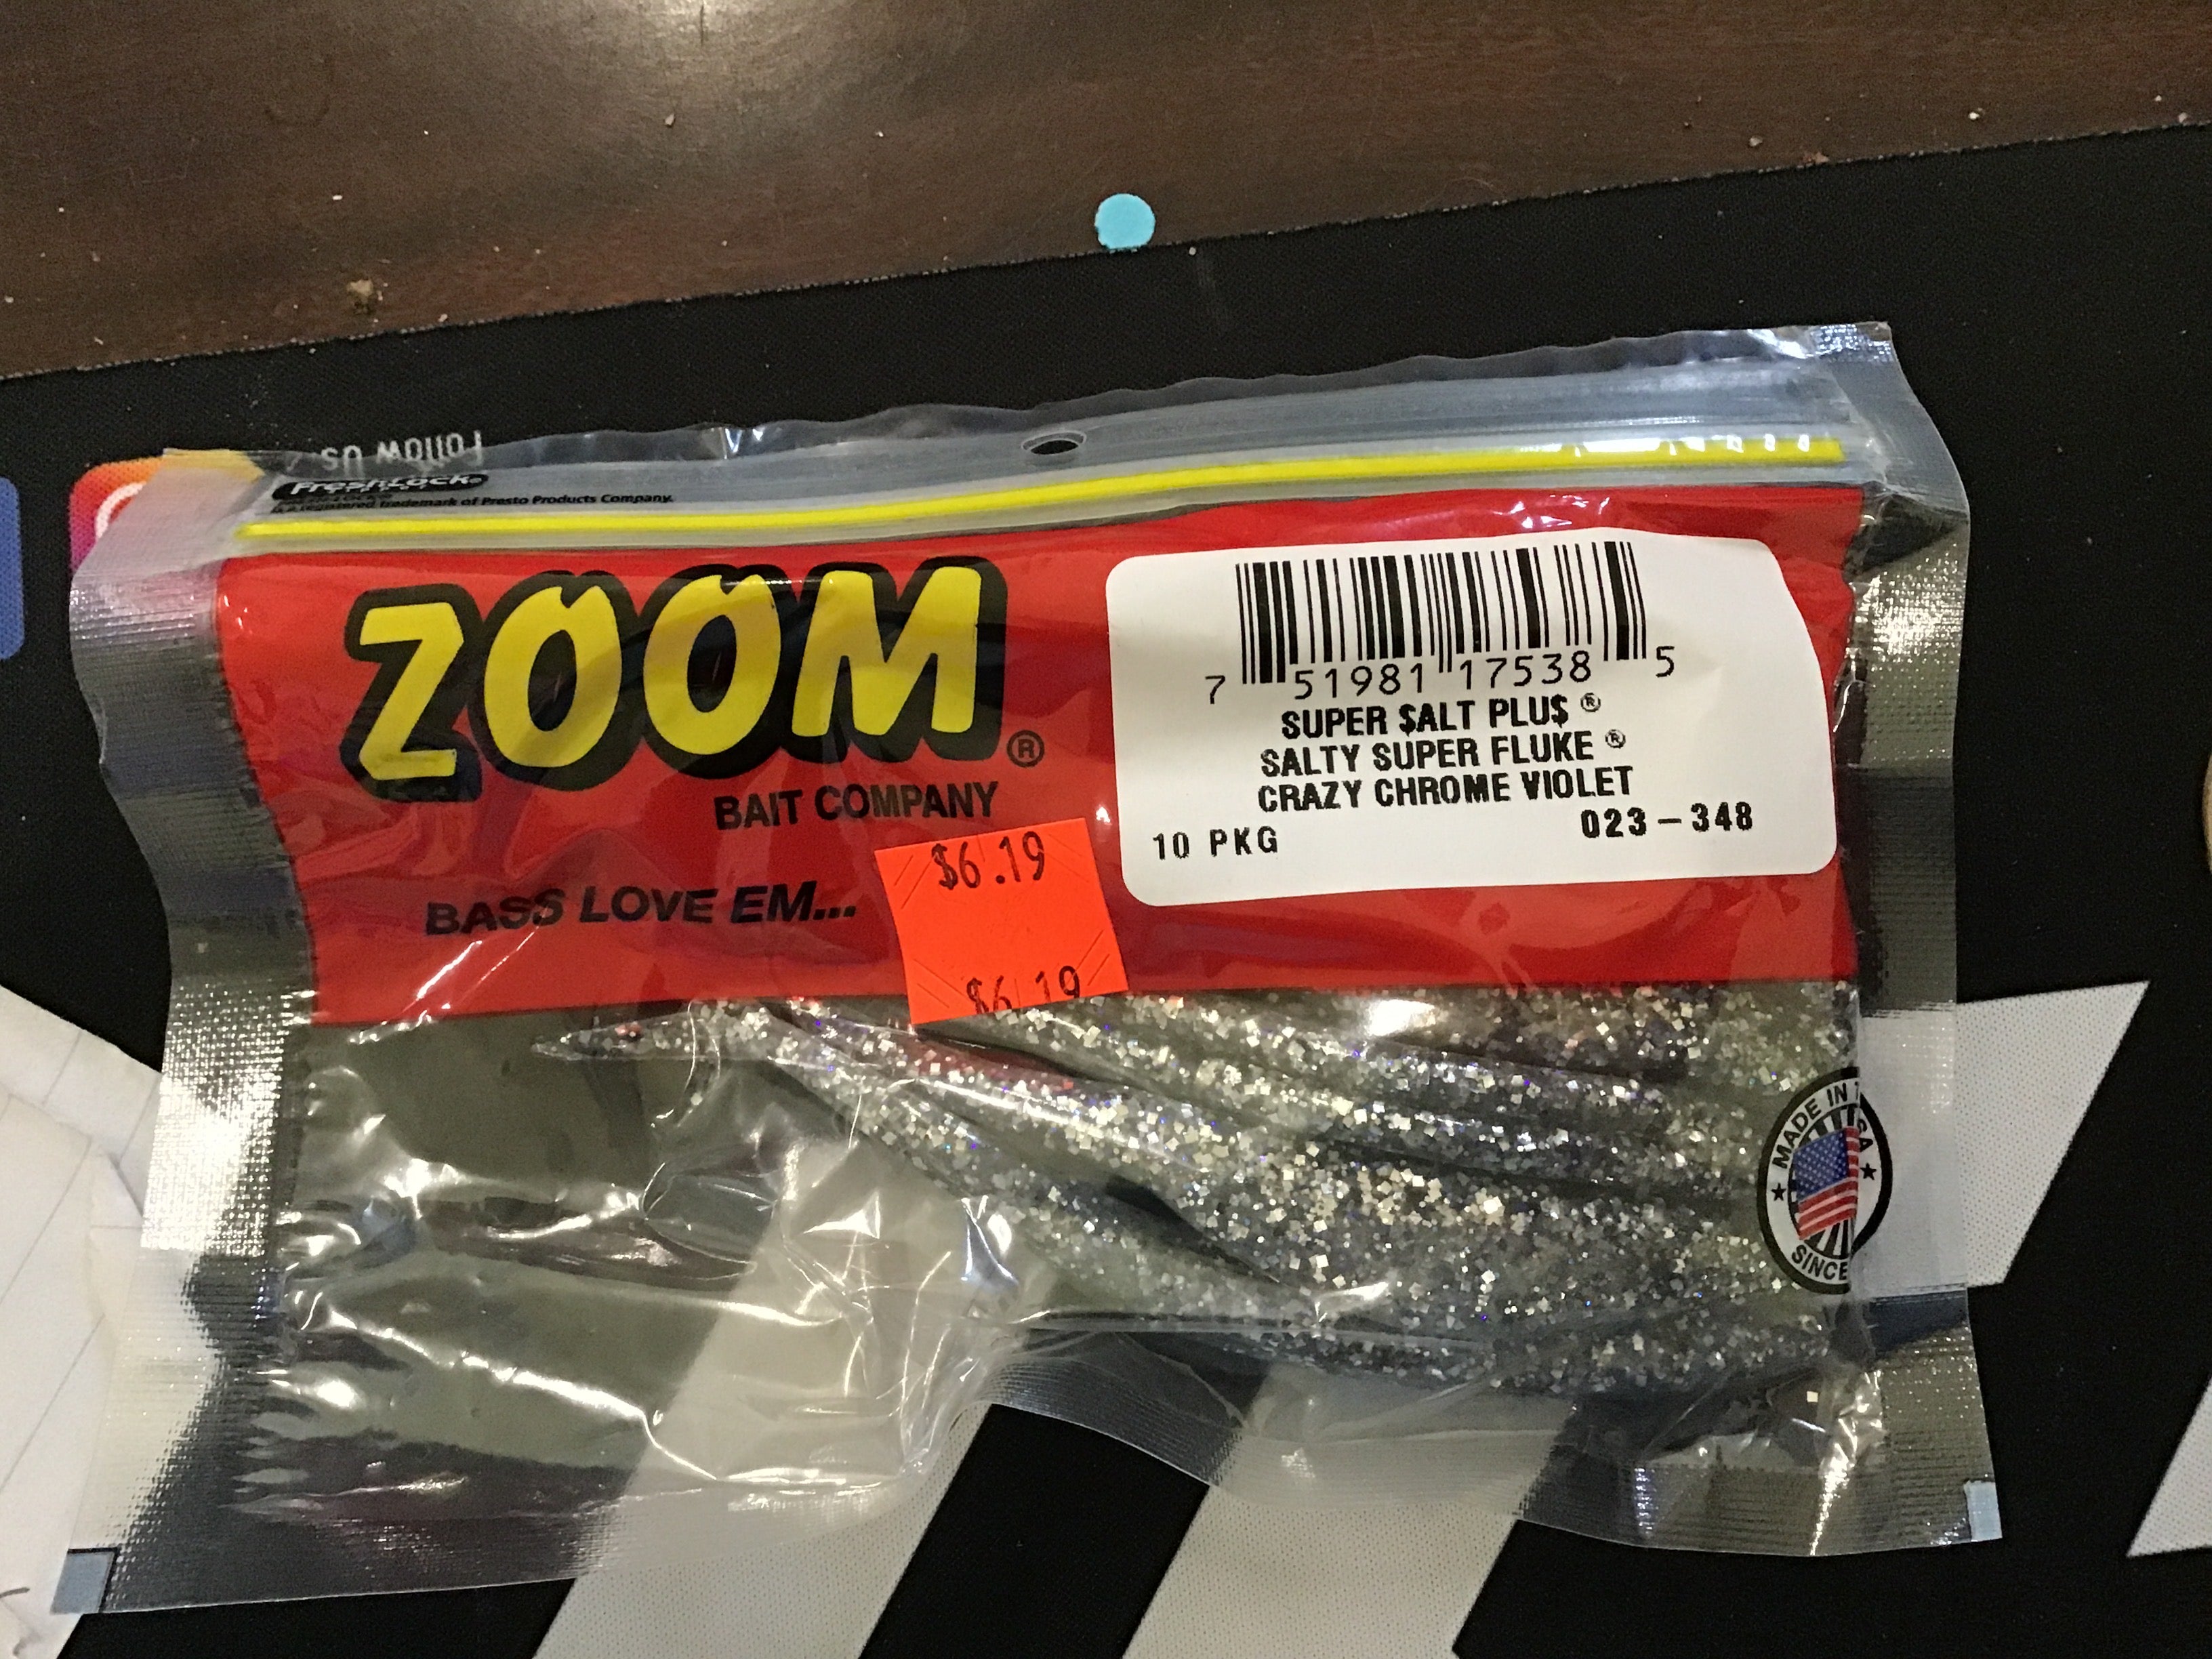 Follow Us
FreshLock®
is a registered trademark of Presto Products Company.
ZOOM®
BAIT COMPANY
BASS LOVE EM...
$6.19
$6.19
7 51981 17538 5
SUPER $ALT PLU$®
SALTY SUPER FLUKE®
CRAZY CHROME VIOLET
10 PKG 023-348
MADE IN
SINCE